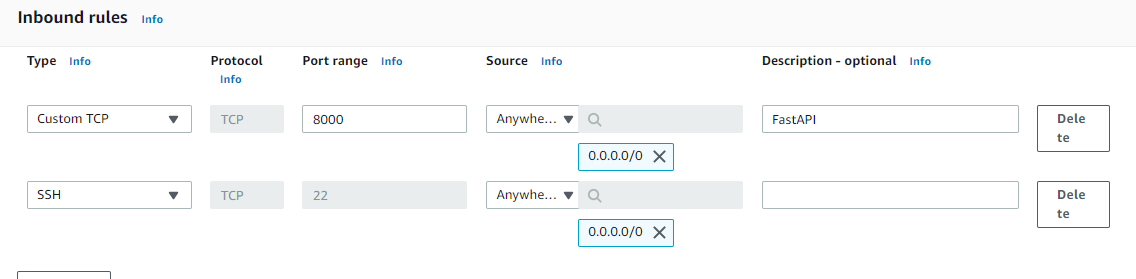 Inbound rules Info
Type Info Protocol Info Port range Info Source Info Description - optional Info
Custom TCP TCP 8000 Anywhe... FastAPI Delete
0.0.0.0/0
SSH TCP 22 Anywhe... Delete
0.0.0.0/0